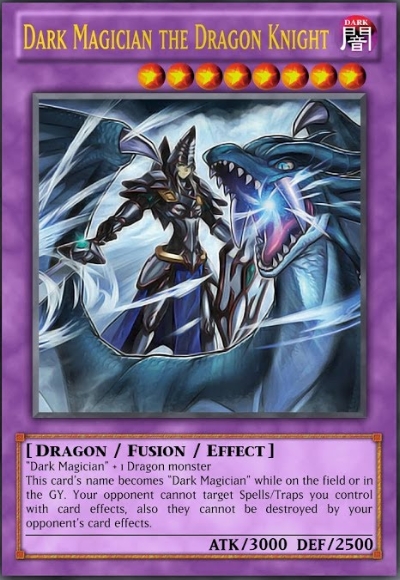 DARK MAGICIAN THE DRAGON KNIGHT
DARK
闇
[ DRAGON / FUSION / EFFECT ]
"Dark Magician" + 1 Dragon monster
This card's name becomes "Dark Magician" while on the field or in
the GY. Your opponent cannot target Spells/Traps you control
with card effects, also they cannot be destroyed by your
opponent's card effects.
ATK/3000 DEF/2500